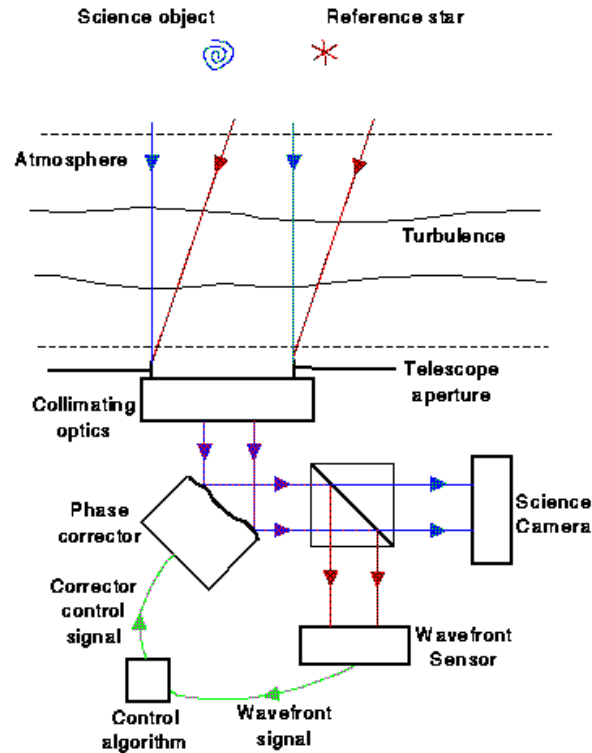 Science object
Reference star
Atmosphere
Turbulence
Telescope
aperture
Collimating
optics
Phase
corrector
Science
Camera
Corrector
control
signal
Wavefront
Sensor
Control
algorithm
Wavefront
signal